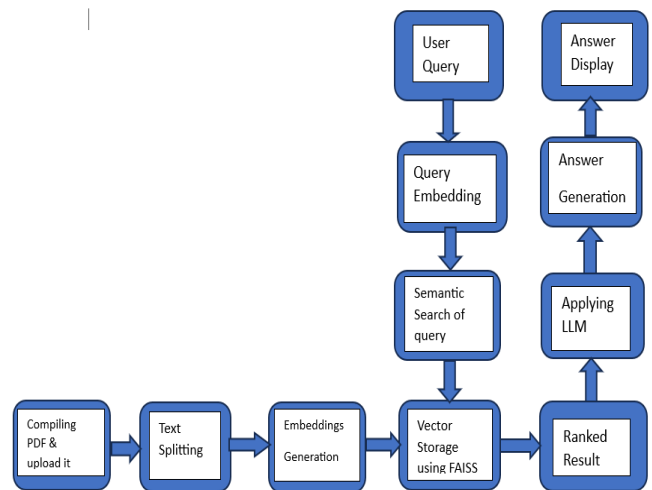 User
Query
Answer
Display
Query
Embedding
Answer
Generation
Semantic
Search of
query
Applying
LLM
Compiling
PDF &
upload it
Text
Splitting
Embeddings
Generation
Vector
Storage
using FAISS
Ranked
Result